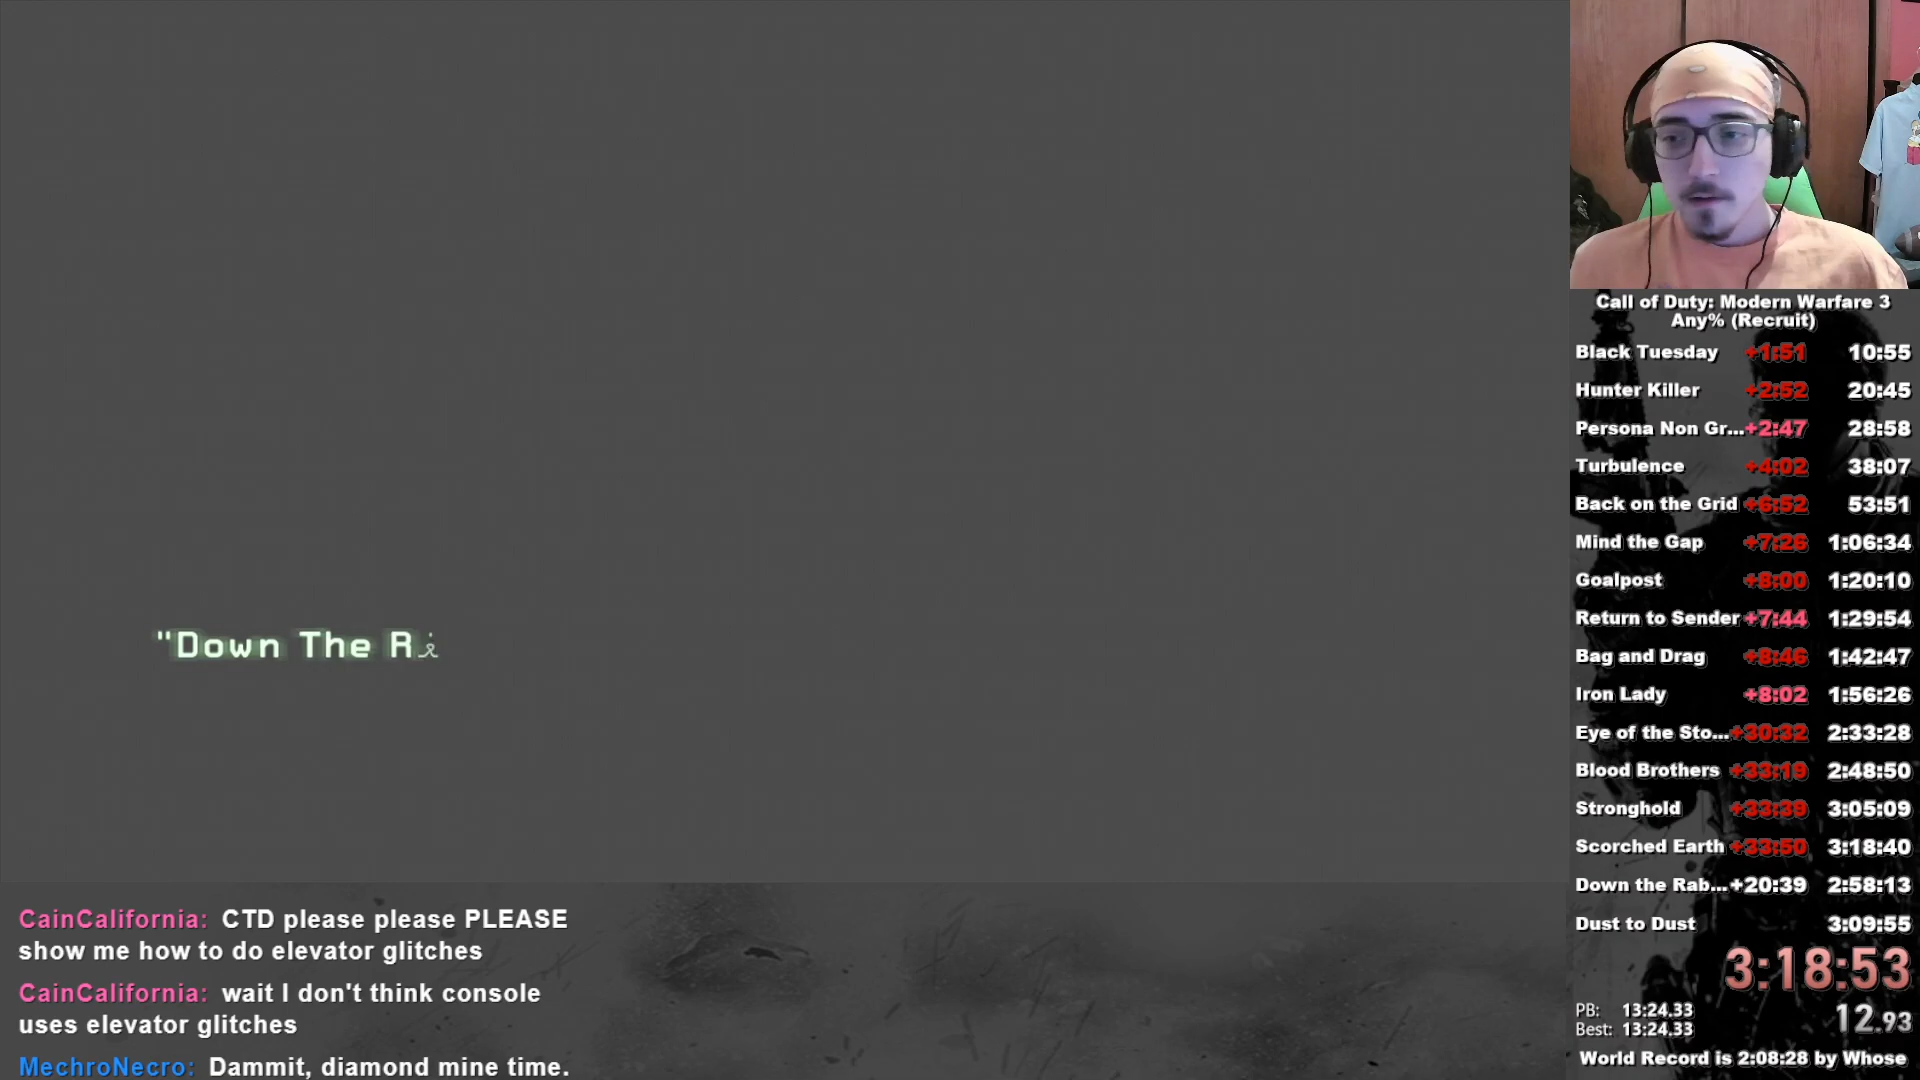 "Down The R
CainCalifornia: CTD please please PLEASE
show me how to do elevator glitches
CainCalifornia: wait I don't think console
uses elevator glitches
MechroNecro: Dammit, diamond mine time.
Call of Duty: Modern Warfare 3
Any% (Recruit)
Black Tuesday +1:51 10:55
Hunter Killer +2:52 20:45
Persona Non Gr... +2:47 28:58
Turbulence +4:02 38:07
Back on the Grid +6:52 53:51
Mind the Gap +7:26 1:06:34
Goalpost +8:00 1:20:10
Return to Sender +7:44 1:29:54
Bag and Drag +8:46 1:42:47
Iron Lady +8:02 1:56:26
Eye of the Sto... +30:32 2:33:28
Blood Brothers +33:19 2:48:50
Stronghold +33:39 3:05:09
Scorched Earth +33:50 3:18:40
Down the Rab... +20:39 2:58:13
Dust to Dust 3:09:55
3:18:53
PB: 13:24.33
Best: 13:24.33
12.93
World Record is 2:08:28 by Whose